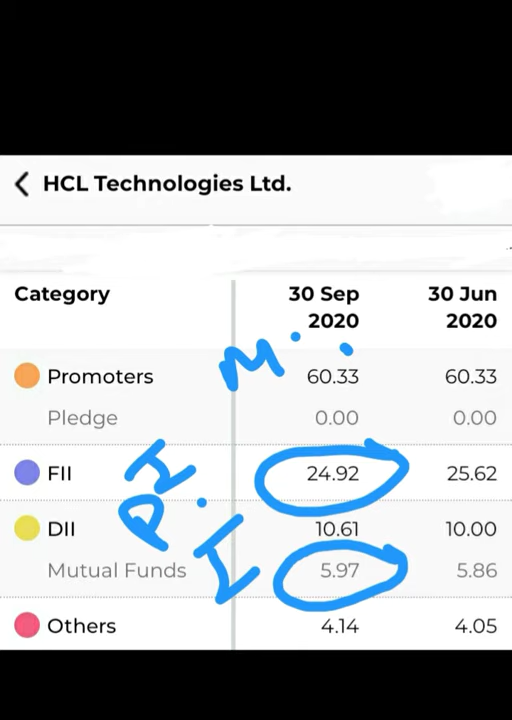 HCL Technologies Ltd.
Category 30 Sep 2020 30 Jun 2020
Promoters 60.33 60.33
Pledge 0.00 0.00
FII 24.92 25.62
DII 10.61 10.00
Mutual Funds 5.97 5.86
Others 4.14 4.05